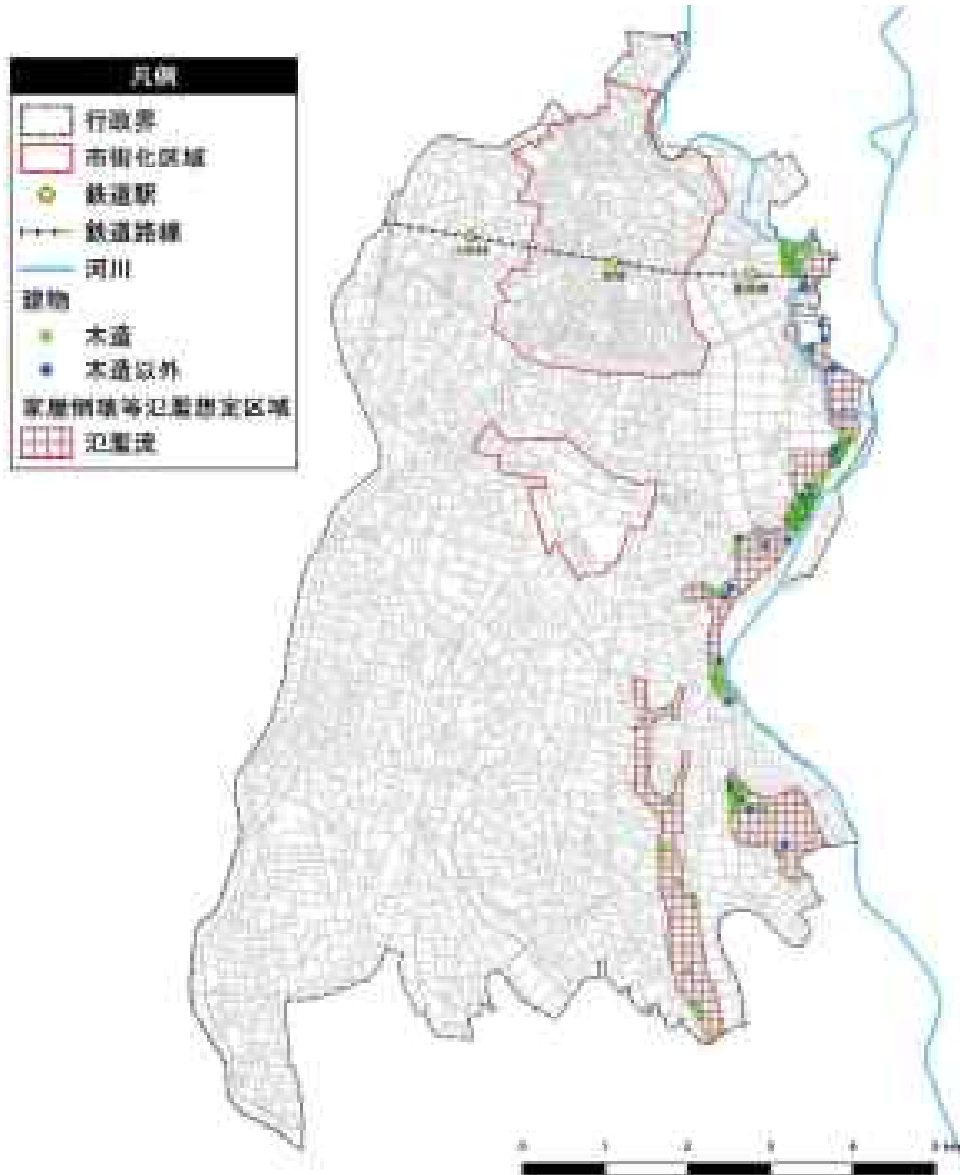 凡例
行政界
市街化区域
鉄道駅
鉄道路線
河川
建物
木造
木造以外
家屋倒壊等氾濫想定区域
氾濫流
0 1 2 3 4